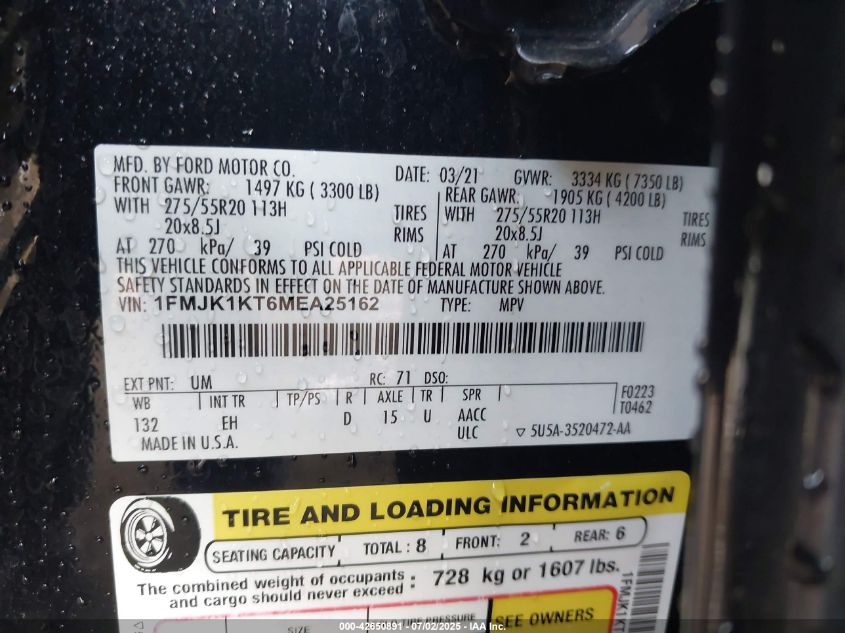 MFD. BY FORD MOTOR CO.
DATE: 03/21 GVWR: 3334 KG ( 7350 LB)
FRONT GAWR: 1497 KG ( 3300 LB) REAR GAWR: 1905 KG ( 4200 LB)
WITH 275/55R20 113H TIRES WITH 275/55R20 113H TIRES
20x8.5J RIMS 20x8.5J RIMS
AT 270 kPa/ 39 PSI COLD AT 270 kPa/ 39 PSI COLD
THIS VEHICLE CONFORMS TO ALL APPLICABLE FEDERAL MOTOR VEHICLE
SAFETY STANDARDS IN EFFECT ON THE DATE OF MANUFACTURE SHOWN ABOVE.
VIN: 1FMJK1KT6MEA25162 TYPE: MPV
EXT PNT: UM RC: 71 DSO:
WB INT TR TP/PS R AXLE TR SPR F0223
132 EH D 15 U AACC T0462
MADE IN U.S.A. ULC ▽ 5U5A-3520472-AA
TIRE AND LOADING INFORMATION
SEATING CAPACITY TOTAL : 8 FRONT: 2 REAR: 6
The combined weight of occupants : 728 kg or 1607 lbs.
and cargo should never exceed
SEE OWNERS
SIZE
1FMJK1KT
000-42650891 - 07/02/2025 - IAA Inc.